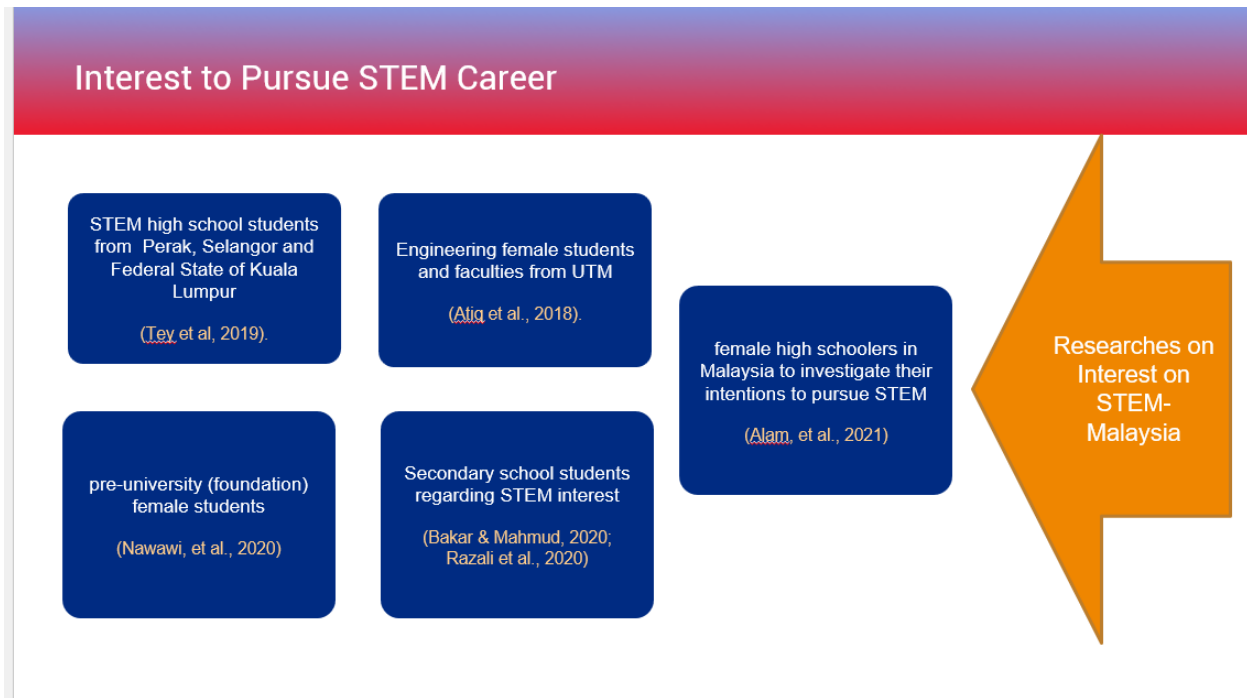 Interest to Pursue STEM Career
STEM high school students
from Perak, Selangor and
Federal State of Kuala
Lumpur
(Tey et al, 2019).
Engineering female students
and faculties from UTM
(Atiq et al., 2018).
female high schoolers in
Malaysia to investigate their
intentions to pursue STEM
(Alam, et al., 2021)
Researches on
Interest on
STEM-
Malaysia
pre-university (foundation)
female students
(Nawawi, et al., 2020)
Secondary school students
regarding STEM interest
(Bakar & Mahmud, 2020;
Razali et al., 2020)